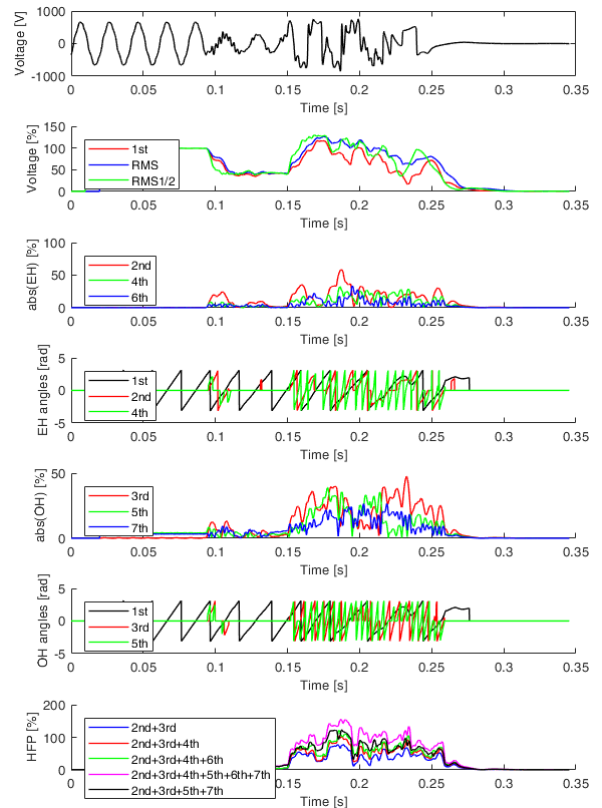 1000
0
-1000
Voltage [V]
0 0.05 0.1 0.15 0.2 0.25 0.3 0.35
Time [s]
150
100
50
0
Voltage [%]
1st
RMS
RMS1/2
0 0.05 0.1 0.15 0.2 0.25 0.3 0.35
Time [s]
100
50
0
abs(EH) [%]
2nd
4th
6th
0 0.05 0.1 0.15 0.2 0.25 0.3 0.35
Time [s]
5
0
-5
EH angles [rad]
1st
2nd
4th
0 0.05 0.1 0.15 0.2 0.25 0.3 0.35
Time [s]
50
0
abs(OH) [%]
3rd
5th
7th
0 0.05 0.1 0.15 0.2 0.25 0.3 0.35
Time [s]
5
0
-5
OH angles [rad]
1st
3rd
5th
0 0.05 0.1 0.15 0.2 0.25 0.3 0.35
Time [s]
200
100
0
HFP [%]
2nd+3rd
2nd+3rd+4th
2nd+3rd+4th+6th
2nd+3rd+4th+5th+6th+7th
2nd+3rd+5th+7th
0 0.05 0.1 0.15 0.2 0.25 0.3 0.35
Time [s]